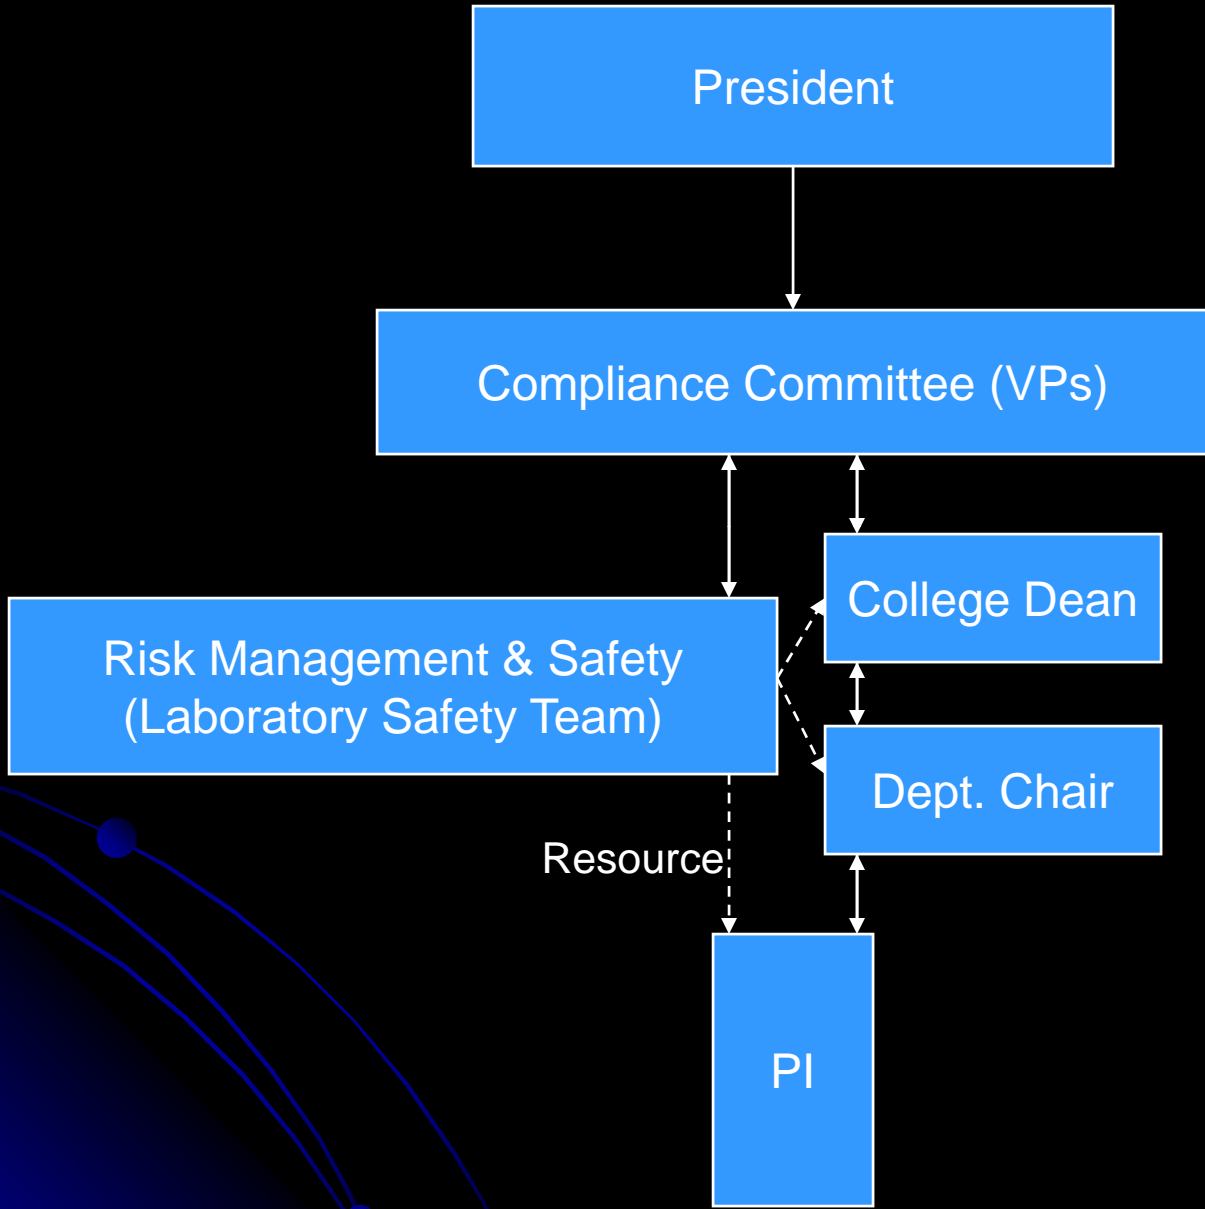 President
Compliance Committee (VPs)
College Dean
Risk Management & Safety
(Laboratory Safety Team)
Dept. Chair
Resource
PI